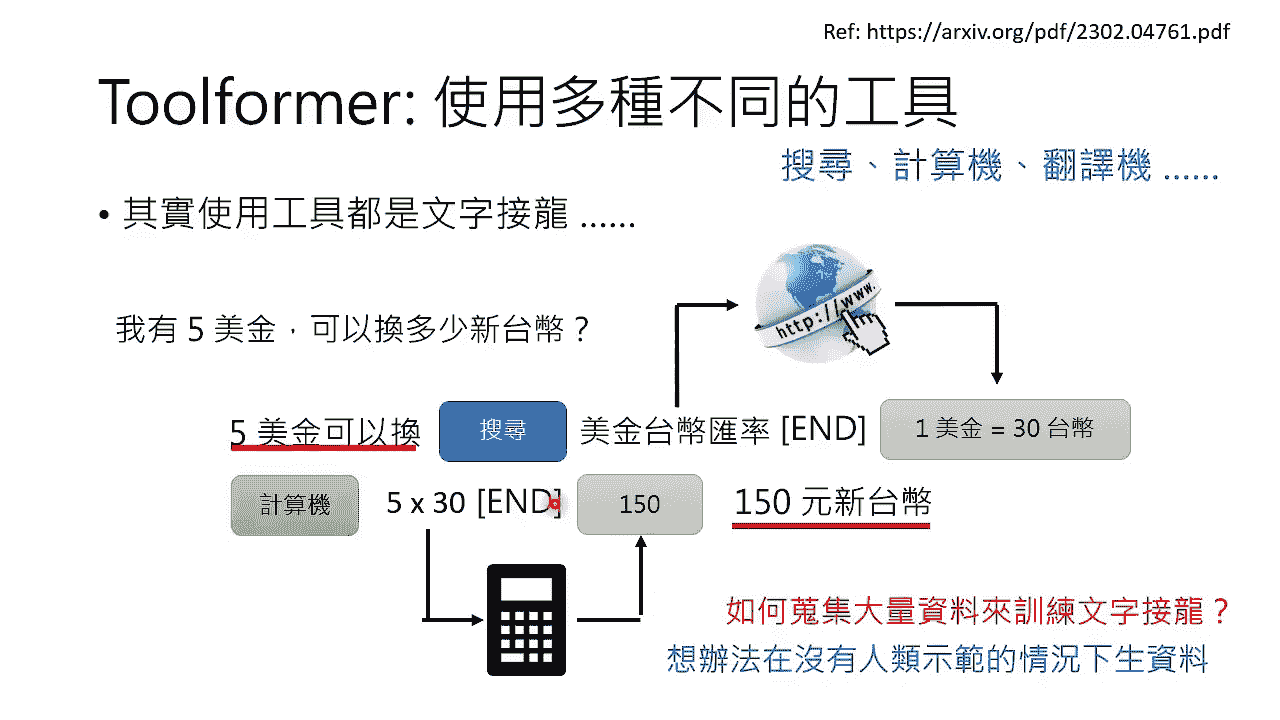 Ref: https://arxiv.org/pdf/2302.04761.pdf
Toolformer: 使用多種不同的工具
搜尋、計算機、翻譯機 ......
• 其實使用工具都是文字接龍 ......
http://www.
我有 5 美金，可以換多少新台幣？
5 美金可以換 搜尋 美金台幣匯率 [END] 1 美金 = 30 台幣
計算機 5 x 30 [END] 150 150 元新台幣
如何蒐集大量資料來訓練文字接龍？
想辦法在沒有人類示範的情況下生資料